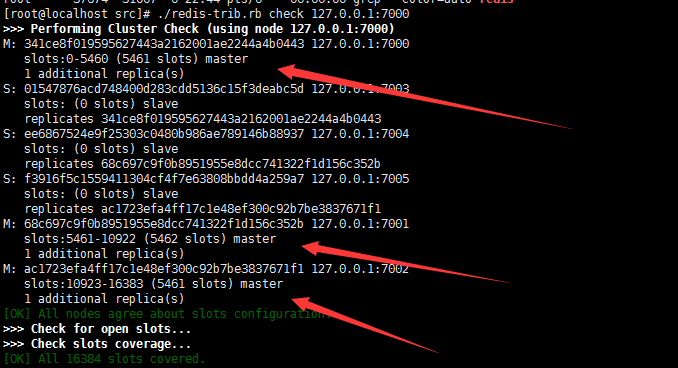 [root@localhost src]# ./redis-trib.rb check 127.0.0.1:7000
>>> Performing Cluster Check (using node 127.0.0.1:7000)
M: 341ce8f019595627443a2162001ae2244a4b0443 127.0.0.1:7000
slots:0-5460 (5461 slots) master
1 additional replica(s)
S: 01547876acd748400d283cdd5136c15f3deabc5d 127.0.0.1:7003
slots: (0 slots) slave
replicates 341ce8f019595627443a2162001ae2244a4b0443
S: ee6867524e9f25303c0480b986ae789146b88937 127.0.0.1:7004
slots: (0 slots) slave
replicates 68c697c9f0b8951955e8dcc741322f1d156c352b
S: f3916f5c1559411304cf4f7e63808bbdd4a259a7 127.0.0.1:7005
slots: (0 slots) slave
replicates ac1723efa4ff17c1e48ef300c92b7be3837671f1
M: 68c697c9f0b8951955e8dcc741322f1d156c352b 127.0.0.1:7001
slots:5461-10922 (5462 slots) master
1 additional replica(s)
M: ac1723efa4ff17c1e48ef300c92b7be3837671f1 127.0.0.1:7002
slots:10923-16383 (5461 slots) master
1 additional replica(s)
[OK] All nodes agree about slots configuration.
>>> Check for open slots...
>>> Check slots coverage...
[OK] All 16384 slots covered.